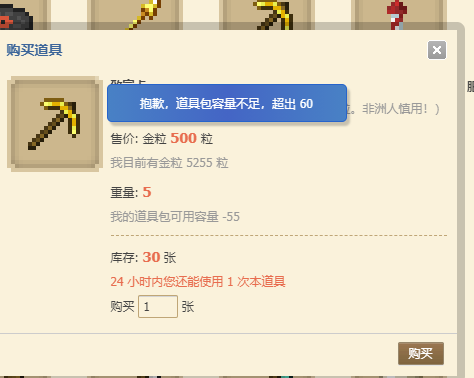 购买道具
抱歉，道具包容量不足，超出 60
非洲人慎用！)
售价: 金粒 500 粒
我目前有金粒 5255 粒
重量: 5
我的道具包可用容量 -55
库存: 30 张
24 小时内您还能使用 1 次本道具
购买 1 张
购买